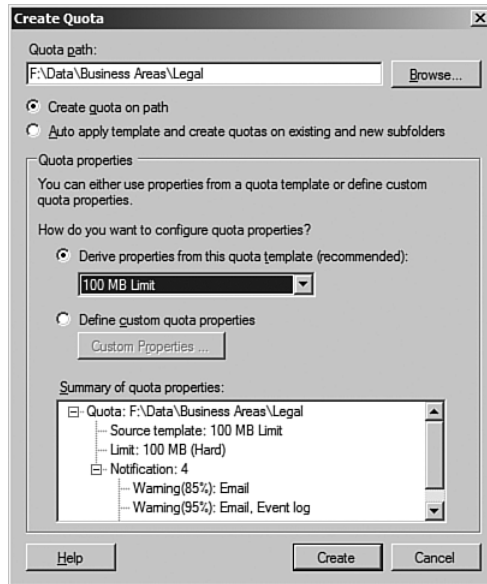 Create Quota
Quota path:
F:\Data\Business Areas\Legal
Browse...
Create quota on path
Auto apply template and create quotas on existing and new subfolders
Quota properties
You can either use properties from a quota template or define custom
quota properties.
How do you want to configure quota properties?
Derive properties from this quota template (recommended):
100 MB Limit
Define custom quota properties
Custom Properties ...
Summary of quota properties:
Quota: F:\Data\Business Areas\Legal
Source template: 100 MB Limit
Limit: 100 MB (Hard)
Notification: 4
Warning(85%): Email
Warning(95%): Email, Event log
Help
Create
Cancel